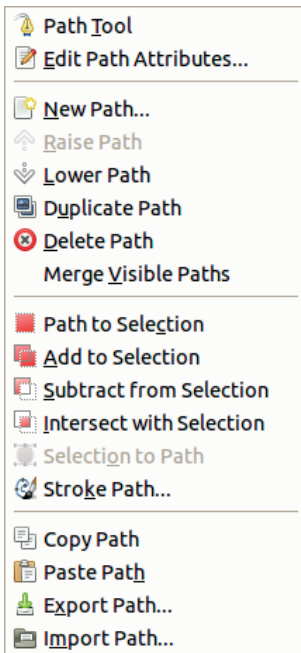 Path Tool
Edit Path Attributes...
New Path...
Raise Path
Lower Path
Duplicate Path
Delete Path
Merge Visible Paths
Path to Selection
Add to Selection
Subtract from Selection
Intersect with Selection
Selection to Path
Stroke Path...
Copy Path
Paste Path
Export Path...
Import Path...